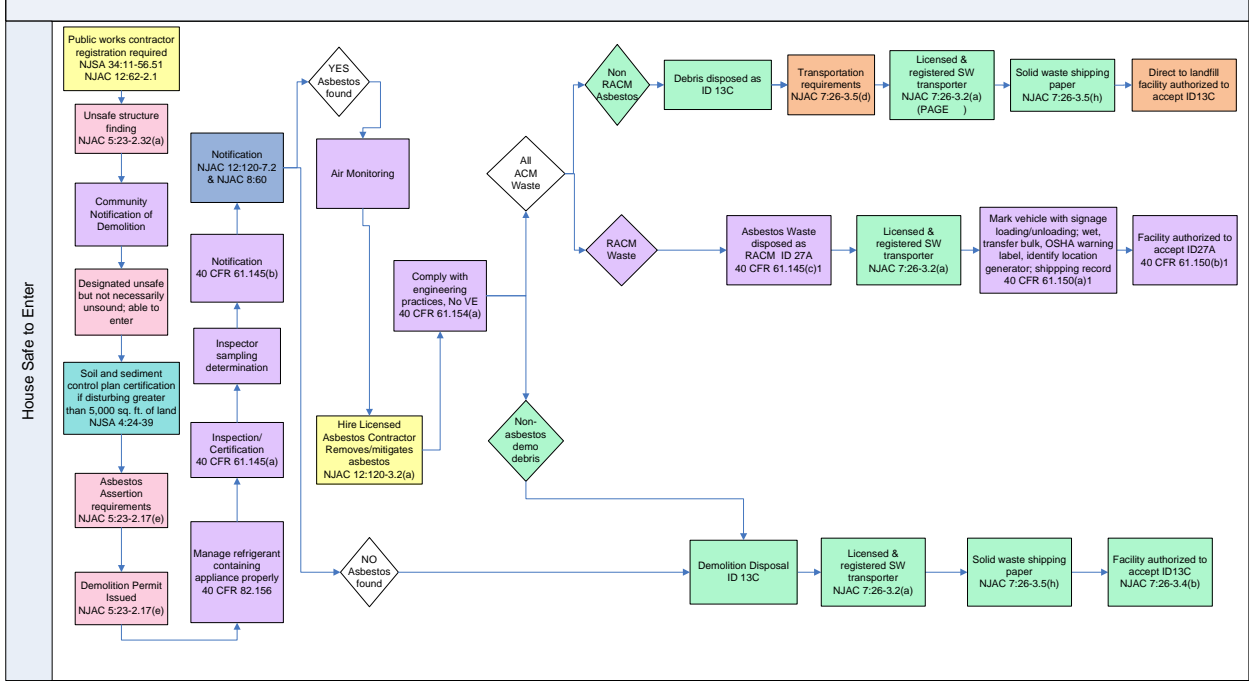 House Safe to Enter
Public works contractor
registration required
NJSA 34:11-56.51
NJAC 12:62-2.1
Unsafe structure
finding
NJAC 5:23-2.32(a)
Community
Notification of
Demolition
Designated unsafe
but not necessarily
unsound; able to
enter
Soil and sediment
control plan certification
if disturbing greater
than 5,000 sq. ft. of land
NJSA 4:24-39
Asbestos
Assertion
requirements
NJAC 5:23-2.17(e)
Demolition Permit
Issued
NJAC 5:23-2.17(e)
Manage refrigerant
containing
appliance properly
40 CFR 82.156
Inspection/
Certification
40 CFR 61.145(a)
Inspector
sampling
determination
Notification
40 CFR 61.145(b)
Notification
NJAC 12:120-7.2
& NJAC 8:60
YES
Asbestos
found
Air Monitoring
Hire Licensed
Asbestos Contractor
Removes/mitigates
asbestos
NJAC 12:120-3.2(a)
Comply with
engineering
practices, No VE
40 CFR 61.154(a)
All
ACM
Waste
Non
RACM
Asbestos
Debris disposed as
ID 13C
Transportation
requirements
NJAC 7:26-3.5(d)
Licensed &
registered SW
transporter
NJAC 7:26-3.2(a)
(PAGE )
Solid waste shipping
paper
NJAC 7:26-3.5(h)
Direct to landfill
facility authorized to
accept ID13C
RACM
Waste
Asbestos Waste
disposed as
RACM ID 27A
40 CFR 61.145(c)1
Licensed &
registered SW
transporter
NJAC 7:26-3.2(a)
Mark vehicle with signage
loading/unloading; wet,
transfer bulk, OSHA warning
label, identify location
generator; shippping record
40 CFR 61.150(a)1
Facility authorized to
accept ID27A
40 CFR 61.150(b)1
Non-
asbestos
demo
debris
NO
Asbestos
found
Demolition Disposal
ID 13C
Licensed &
registered SW
transporter
NJAC 7:26-3.2(a)
Solid waste shipping
paper
NJAC 7:26-3.5(h)
Facility authorized to
accept ID13C
NJAC 7:26-3.4(b)